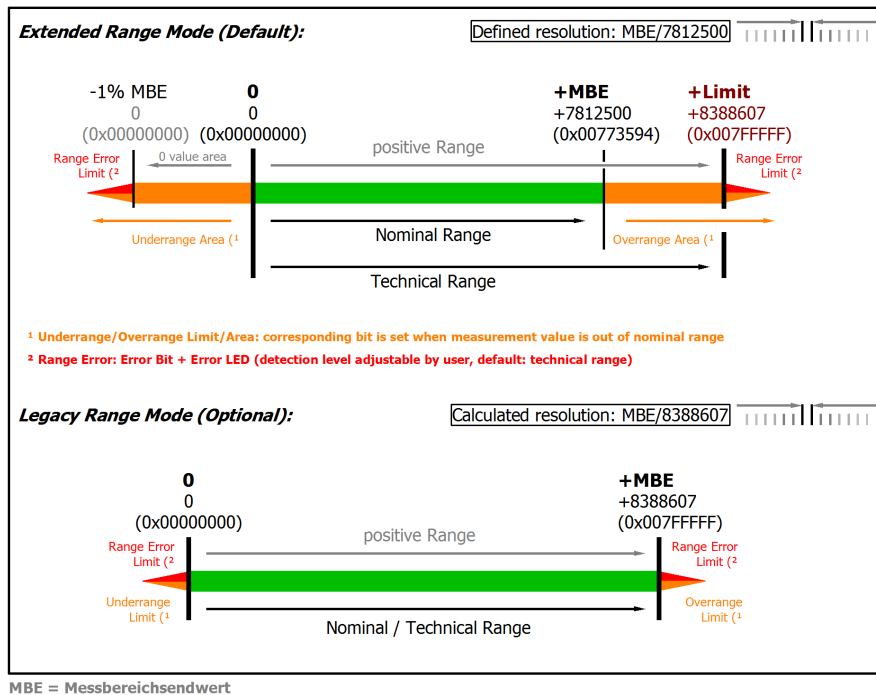 Extended Range Mode (Default):
Defined resolution: MBE/7812500
-1% MBE
0
(0x00000000)
0
0
(0x00000000)
+MBE
+7812500
(0x00773594)
+Limit
+8388607
(0x007FFFFF)
Range Error
Limit (²
0 value area
positive Range
Range Error
Limit (²
Underrange Area (¹
Nominal Range
Overrange Area (¹
Technical Range
¹ Underrange/Overrange Limit/Area: corresponding bit is set when measurement value is out of nominal range
² Range Error: Error Bit + Error LED (detection level adjustable by user, default: technical range)
Legacy Range Mode (Optional):
Calculated resolution: MBE/8388607
0
0
(0x00000000)
+MBE
+8388607
(0x007FFFFF)
Range Error
Limit (²
positive Range
Range Error
Limit (²
Underrange
Limit (¹
Nominal / Technical Range
Overrange
Limit (¹
MBE = Messbereichsendwert